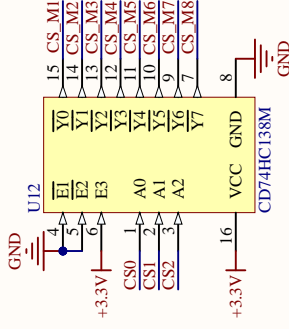 CS_M1
CS_M2
CS_M3
CS_M4
CS_M5
CS_M6
CS_M7
CS_M8
15
14
13
12
11
10
9
7
8
GND
Y0
Y1
Y2
Y3
Y4
Y5
Y6
Y7
GND
U12
E1
E2
E3
A0
A1
A2
VCC
CD74HC138M
4
5
6
1
2
3
16
GND
+3.3V
CS0
CS1
CS2
+3.3V